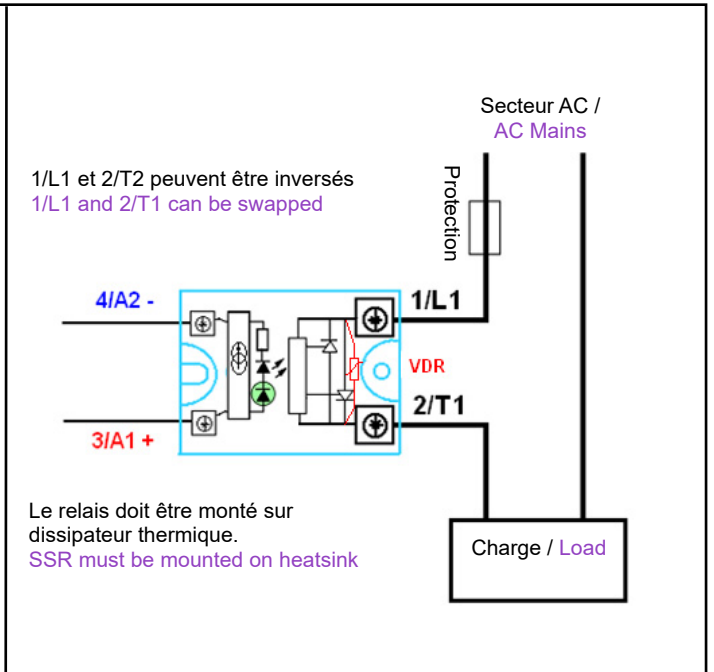 Secteur AC /
AC Mains
1/L1 et 2/T2 peuvent être inversés
1/L1 and 2/T1 can be swapped
Protection
4/A2 -
1/L1
VDR
2/T1
3/A1 +
Le relais doit être monté sur
dissipateur thermique.
SSR must be mounted on heatsink
Charge / Load